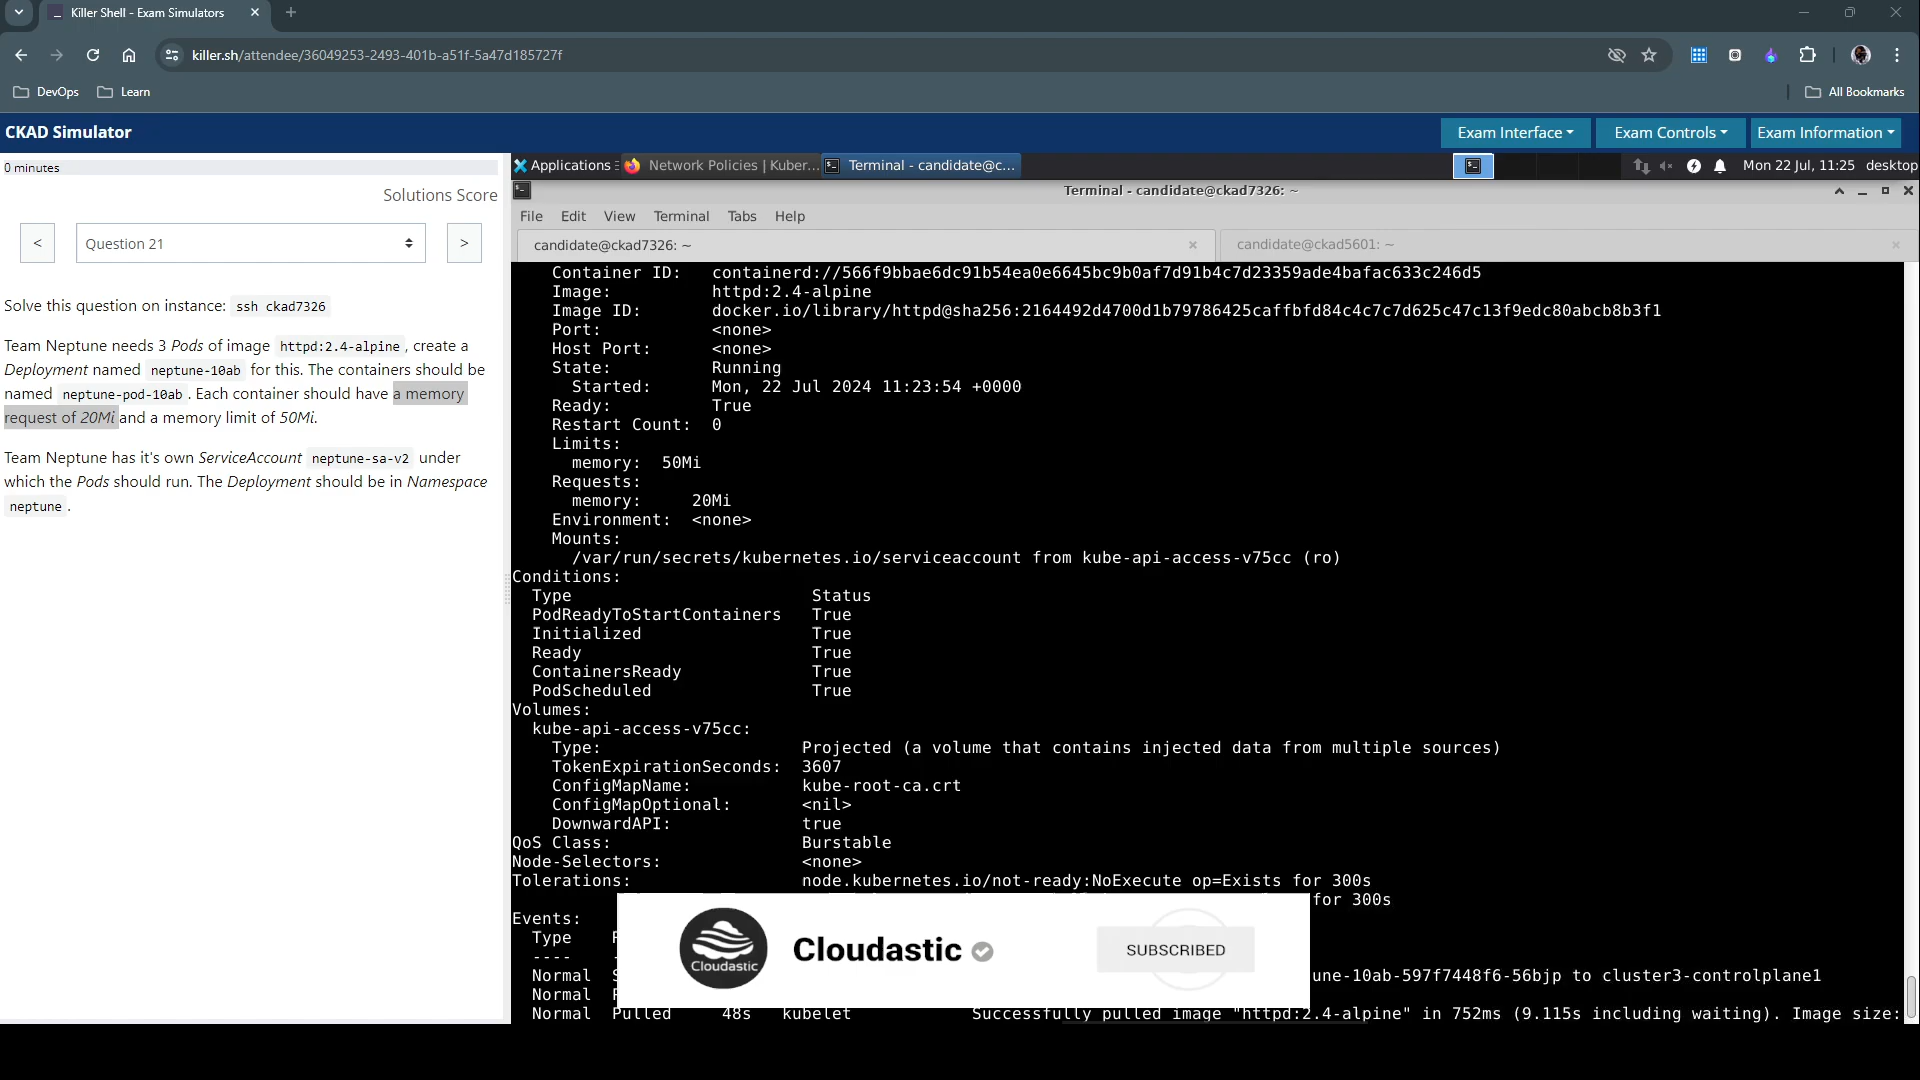 Killer Shell - Exam Simulators
killer.sh/attendee/36049253-2493-401b-a51f-5a47d185727f
DevOps
Learn
All Bookmarks
CKAD Simulator
Exam Interface
Exam Controls
Exam Information
0 minutes
Solutions Score
<
Question 21
>
Solve this question on instance: ssh ckad7326
Team Neptune needs 3 Pods of image httpd:2.4-alpine , create a
Deployment named neptune-10ab for this. The containers should be
named neptune-pod-10ab . Each container should have a memory
request of 20Mi and a memory limit of 50Mi.
Team Neptune has it's own ServiceAccount neptune-sa-v2 under
which the Pods should run. The Deployment should be in Namespace
neptune .
Applications
Network Policies | Kuber...
Terminal - candidate@c...
Mon 22 Jul, 11:25
desktop
Terminal - candidate@ckad7326: ~
File Edit View Terminal Tabs Help
candidate@ckad7326: ~
candidate@ckad5601: ~
Container ID: containerd://566f9bbae6dc91b54ea0e6645bc9b0af7d91b4c7d23359ade4bafac633c246d5
Image: httpd:2.4-alpine
Image ID: docker.io/library/httpd@sha256:2164492d4700d1b79786425caffbfd84c4c7c7d625c47c13f9edc80abcb8b3f1
Port: <none>
Host Port: <none>
State: Running
Started: Mon, 22 Jul 2024 11:23:54 +0000
Ready: True
Restart Count: 0
Limits:
memory: 50Mi
Requests:
memory: 20Mi
Environment: <none>
Mounts:
/var/run/secrets/kubernetes.io/serviceaccount from kube-api-access-v75cc (ro)
Conditions:
Type Status
PodReadyToStartContainers True
Initialized True
Ready True
ContainersReady True
PodScheduled True
Volumes:
kube-api-access-v75cc:
Type: Projected (a volume that contains injected data from multiple sources)
TokenExpirationSeconds: 3607
ConfigMapName: kube-root-ca.crt
ConfigMapOptional: <nil>
DownwardAPI: true
QoS Class: Burstable
Node-Selectors: <none>
Tolerations: node.kubernetes.io/not-ready:NoExecute op=Exists for 300s
for 300s
Events:
Type
----
Normal une-10ab-597f7448f6-56bjp to cluster3-controlplane1
Normal
Normal Pulled 48s kubelet Successfully pulled image "httpd:2.4-alpine" in 752ms (9.115s including waiting). Image size:
Cloudastic
Cloudastic
SUBSCRIBED